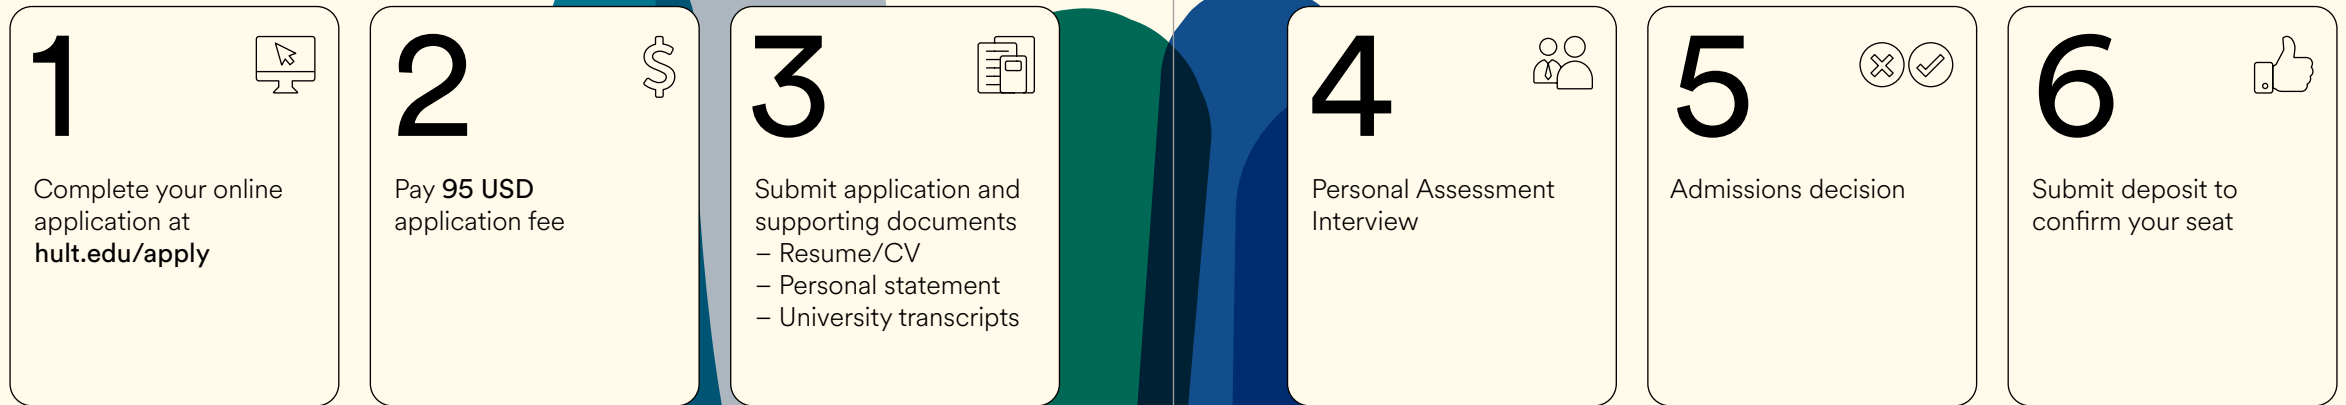 1
Complete your online
application at
hult.edu/apply
2
Pay 95 USD
application fee
3
Submit application and
supporting documents
– Resume/CV
– Personal statement
– University transcripts
4
Personal Assessment
Interview
5
Admissions decision
6
Submit deposit to
confirm your seat